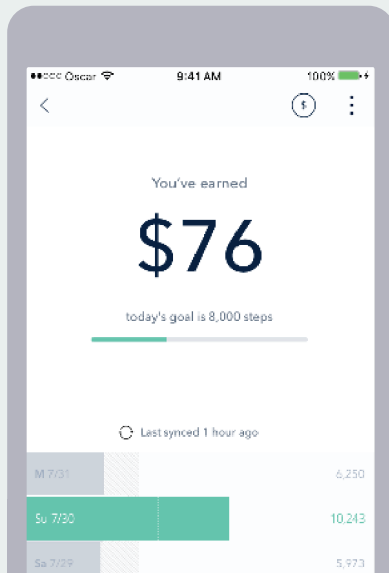 ●●○○○ Oscar 9:41 AM 100%
$
You've earned
$76
today's goal is 8,000 steps
Last synced 1 hour ago
M 7/31 6,250
Su 7/30 10,243
Sa 7/29 5,973